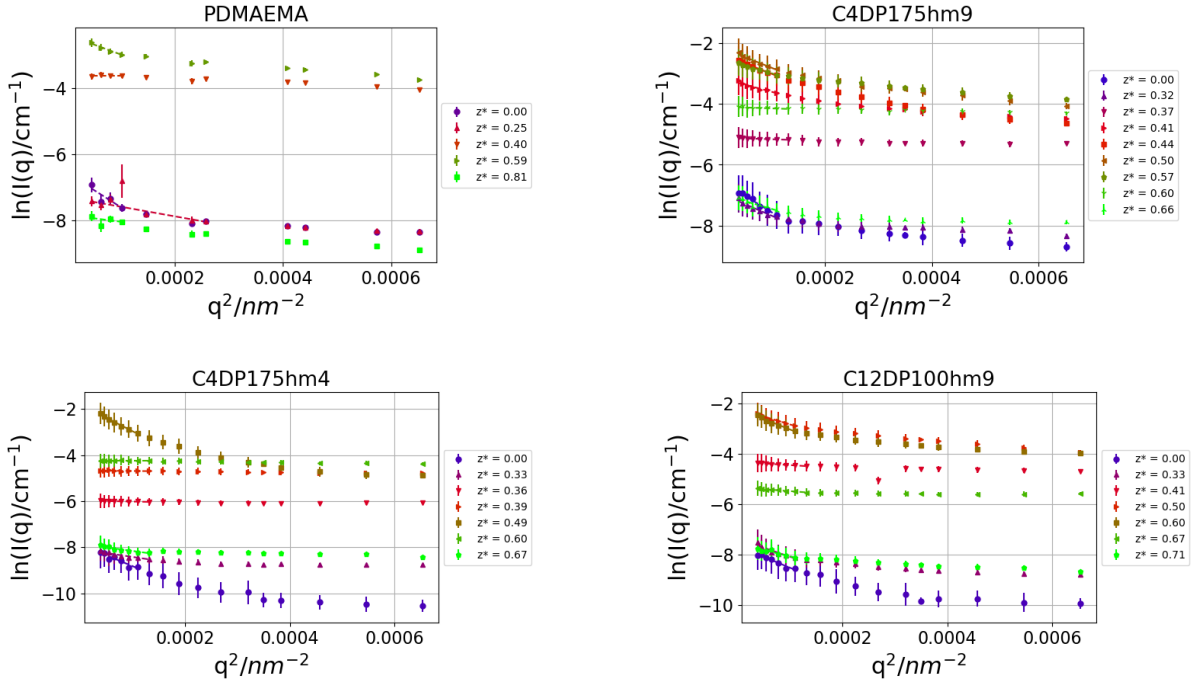 PDMAEMA
ln(I(q)/cm⁻¹)
−4
−6
−8
0.0002
0.0004
0.0006
q²/nm⁻²
z* = 0.00
z* = 0.25
z* = 0.40
z* = 0.59
z* = 0.81
C4DP175hm9
ln(I(q)/cm⁻¹)
−2
−4
−6
−8
0.0002
0.0004
0.0006
q²/nm⁻²
z* = 0.00
z* = 0.32
z* = 0.37
z* = 0.41
z* = 0.44
z* = 0.50
z* = 0.57
z* = 0.60
z* = 0.66
C4DP175hm4
ln(I(q)/cm⁻¹)
−2
−4
−6
−8
−10
0.0002
0.0004
0.0006
q²/nm⁻²
z* = 0.00
z* = 0.33
z* = 0.36
z* = 0.39
z* = 0.49
z* = 0.60
z* = 0.67
C12DP100hm9
ln(I(q)/cm⁻¹)
−2
−4
−6
−8
−10
0.0002
0.0004
0.0006
q²/nm⁻²
z* = 0.00
z* = 0.33
z* = 0.41
z* = 0.50
z* = 0.60
z* = 0.67
z* = 0.71